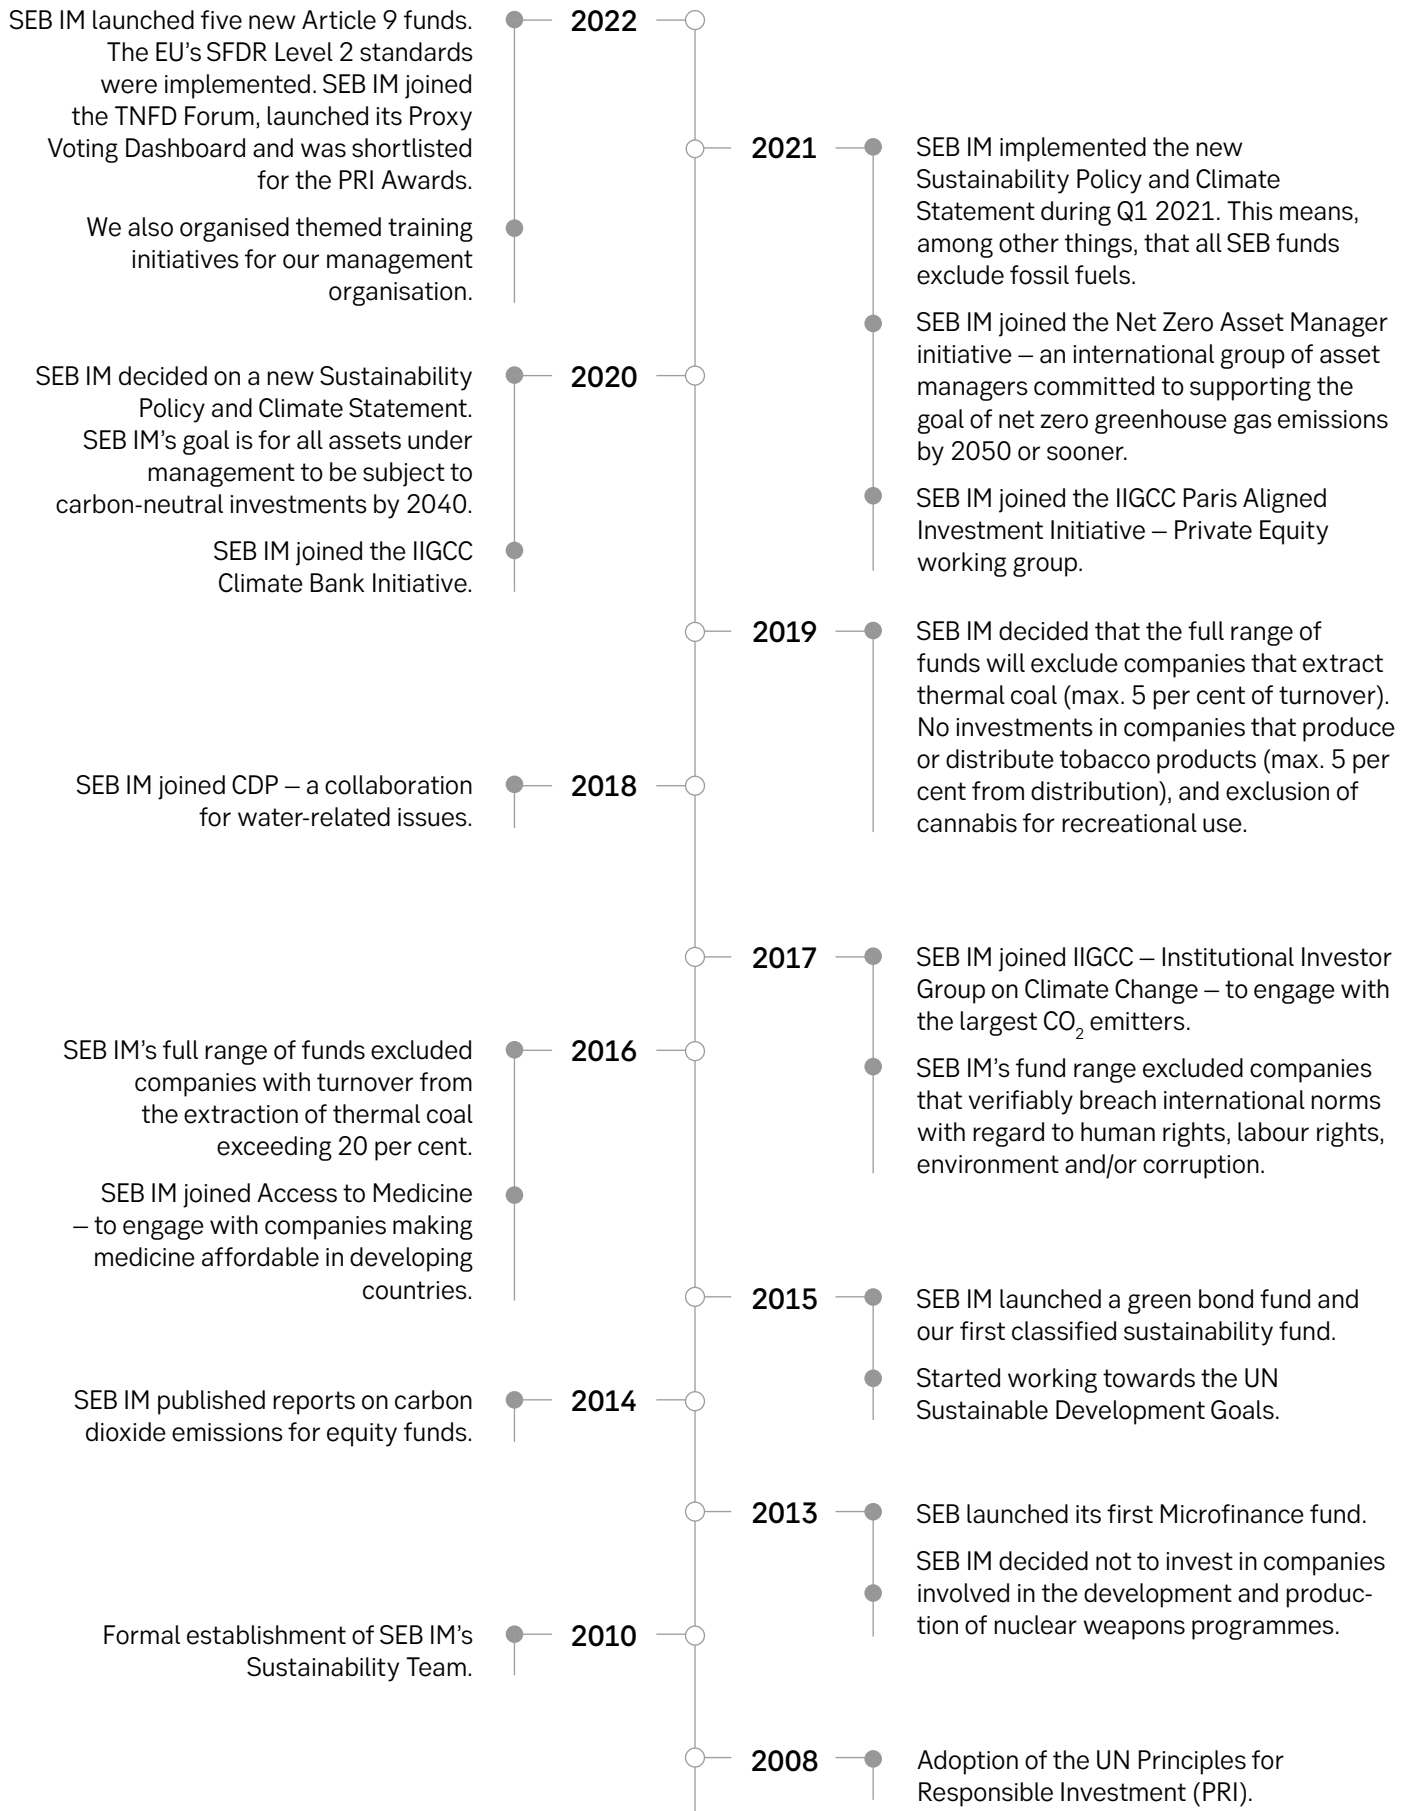 2022
SEB IM launched five new Article 9 funds.
The EU's SFDR Level 2 standards
were implemented. SEB IM joined
the TNFD Forum, launched its Proxy
Voting Dashboard and was shortlisted
for the PRI Awards.
We also organised themed training
initiatives for our management
organisation.
2021
SEB IM implemented the new
Sustainability Policy and Climate
Statement during Q1 2021. This means,
among other things, that all SEB funds
exclude fossil fuels.
SEB IM joined the Net Zero Asset Manager
initiative – an international group of asset
managers committed to supporting the
goal of net zero greenhouse gas emissions
by 2050 or sooner.
SEB IM joined the IIGCC Paris Aligned
Investment Initiative – Private Equity
working group.
2020
SEB IM decided on a new Sustainability
Policy and Climate Statement.
SEB IM's goal is for all assets under
management to be subject to
carbon-neutral investments by 2040.
SEB IM joined the IIGCC
Climate Bank Initiative.
2019
SEB IM decided that the full range of
funds will exclude companies that extract
thermal coal (max. 5 per cent of turnover).
No investments in companies that produce
or distribute tobacco products (max. 5 per
cent from distribution), and exclusion of
cannabis for recreational use.
2018
SEB IM joined CDP – a collaboration
for water-related issues.
2017
SEB IM joined IIGCC – Institutional Investor
Group on Climate Change – to engage with
the largest CO₂ emitters.
SEB IM's fund range excluded companies
that verifiably breach international norms
with regard to human rights, labour rights,
environment and/or corruption.
2016
SEB IM's full range of funds excluded
companies with turnover from
the extraction of thermal coal
exceeding 20 per cent.
SEB IM joined Access to Medicine
– to engage with companies making
medicine affordable in developing
countries.
2015
SEB IM launched a green bond fund and
our first classified sustainability fund.
Started working towards the UN
Sustainable Development Goals.
2014
SEB IM published reports on carbon
dioxide emissions for equity funds.
2013
SEB launched its first Microfinance fund.
SEB IM decided not to invest in companies
involved in the development and produc-
tion of nuclear weapons programmes.
2010
Formal establishment of SEB IM's
Sustainability Team.
2008
Adoption of the UN Principles for
Responsible Investment (PRI).